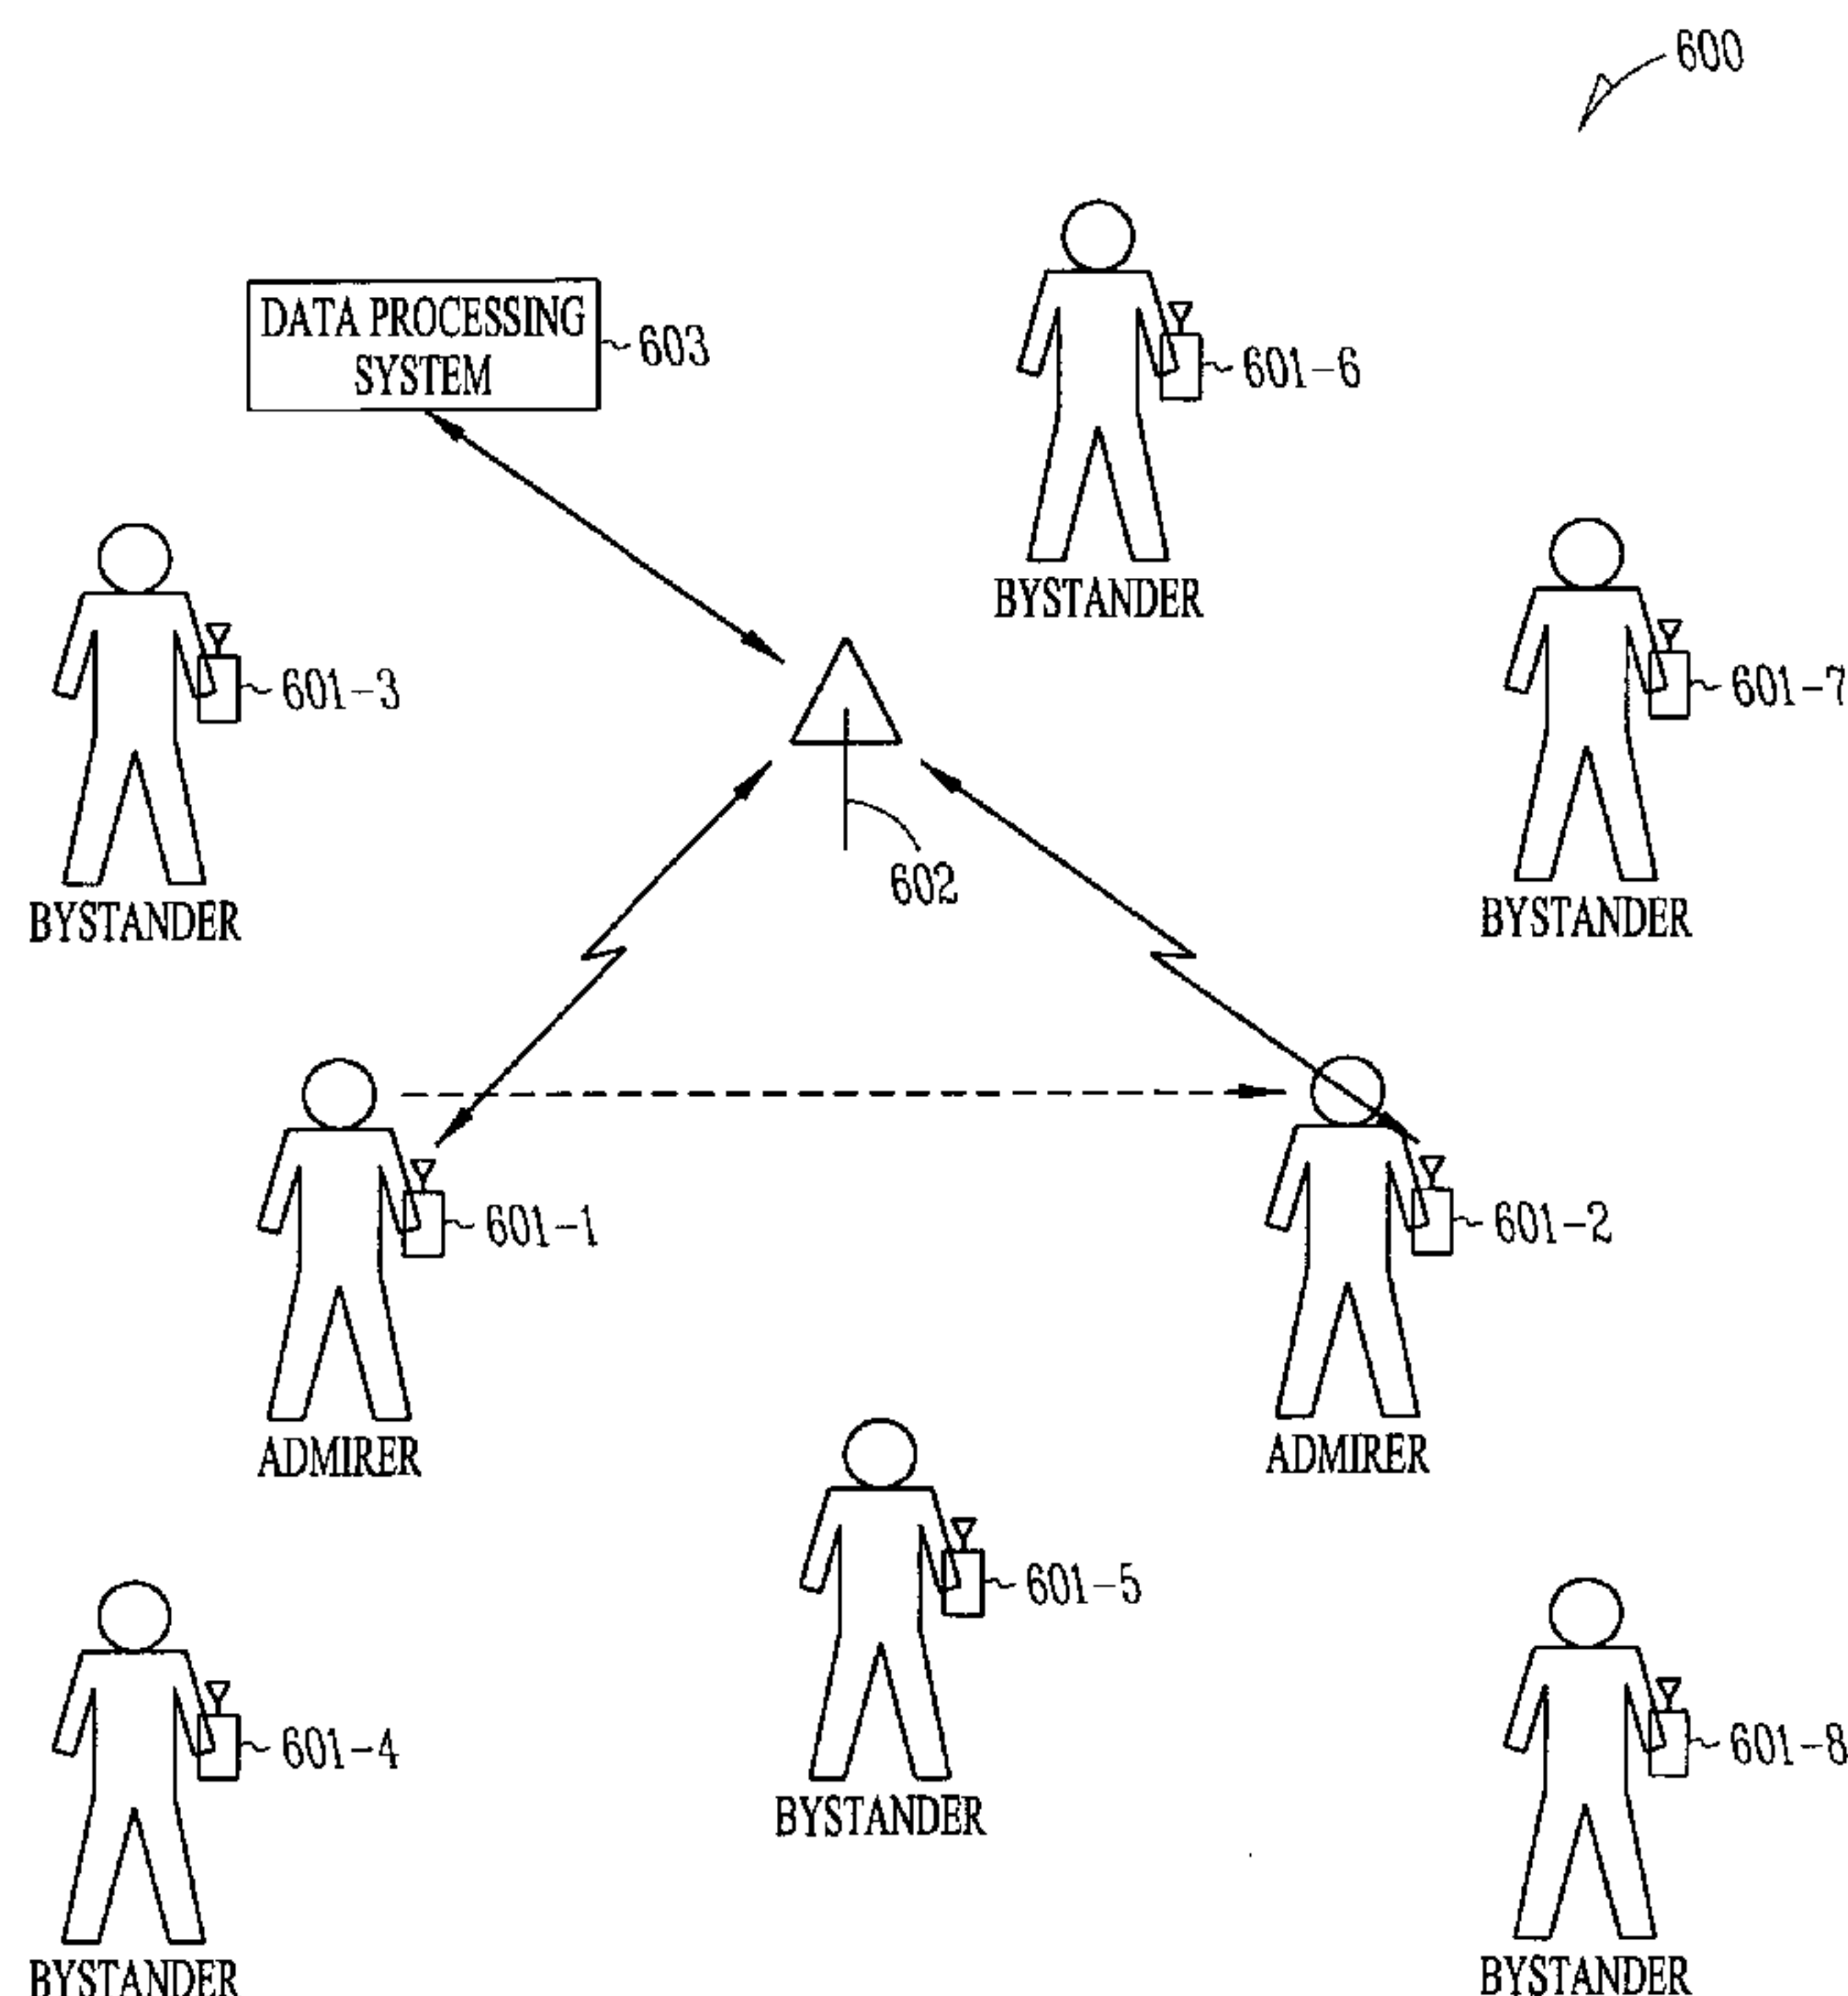 600
DATA PROCESSING
SYSTEM
603
601-6
BYSTANDER
601-3
601-7
602
BYSTANDER
BYSTANDER
601-1
601-2
ADMIRER
ADMIRER
601-5
601-4
601-8
BYSTANDER
BYSTANDER
BYSTANDER